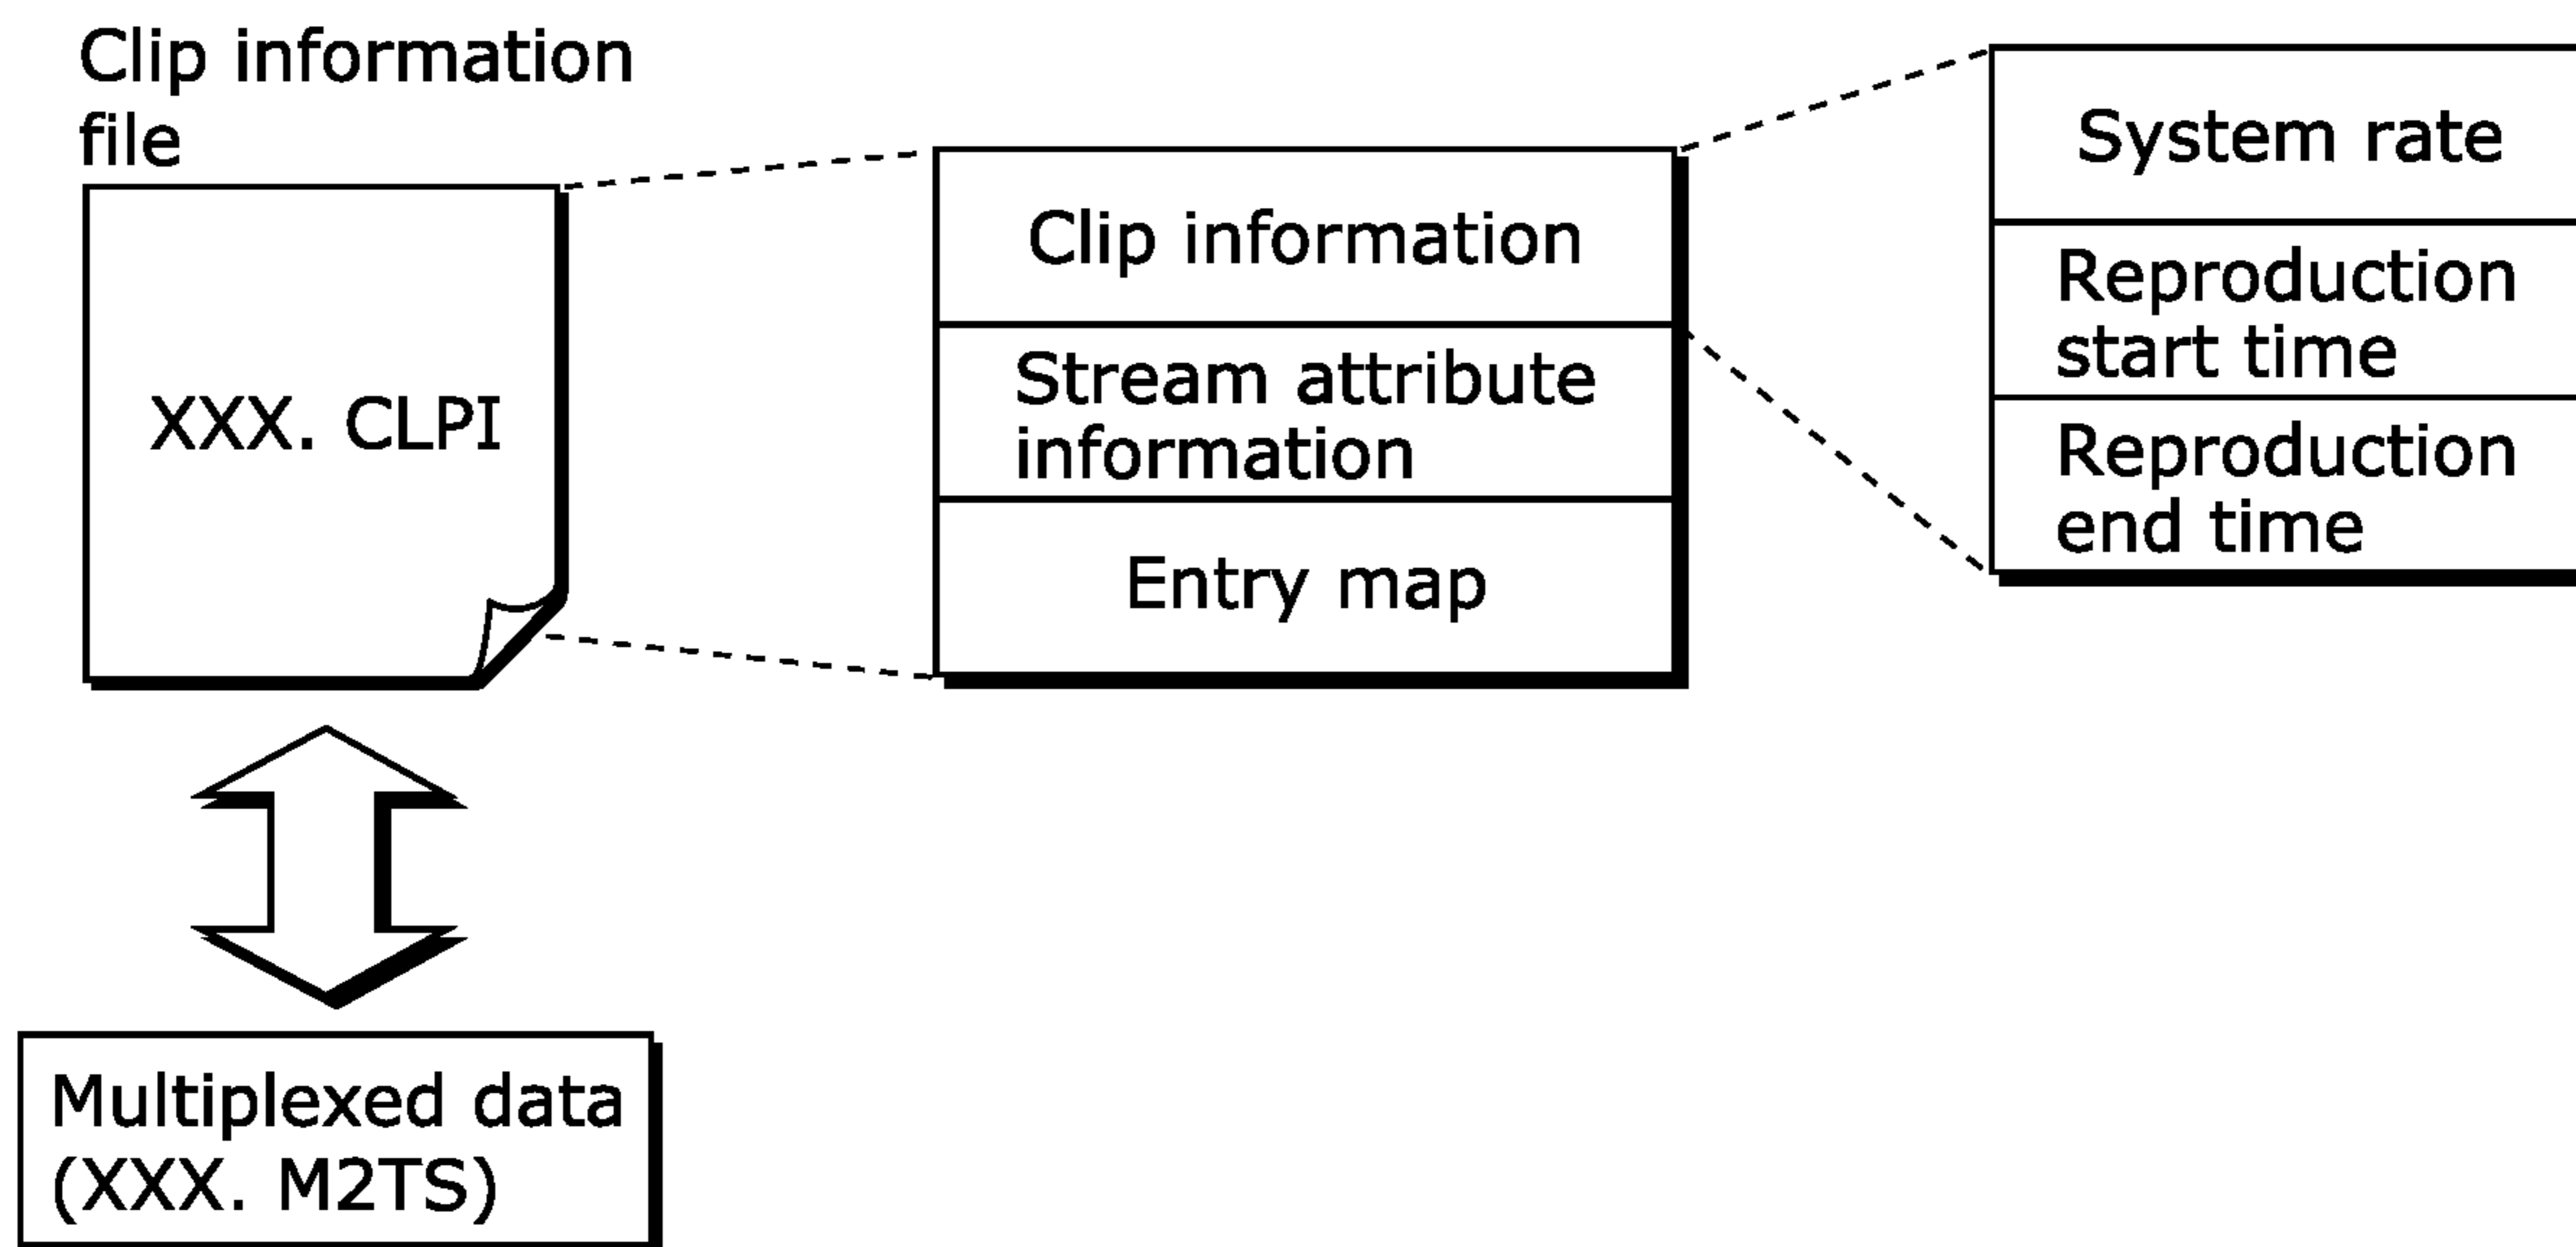 Clip information
file
XXX. CLPI
Multiplexed data
(XXX. M2TS)
Clip information
Stream attribute
information
Entry map
System rate
Reproduction
start time
Reproduction
end time